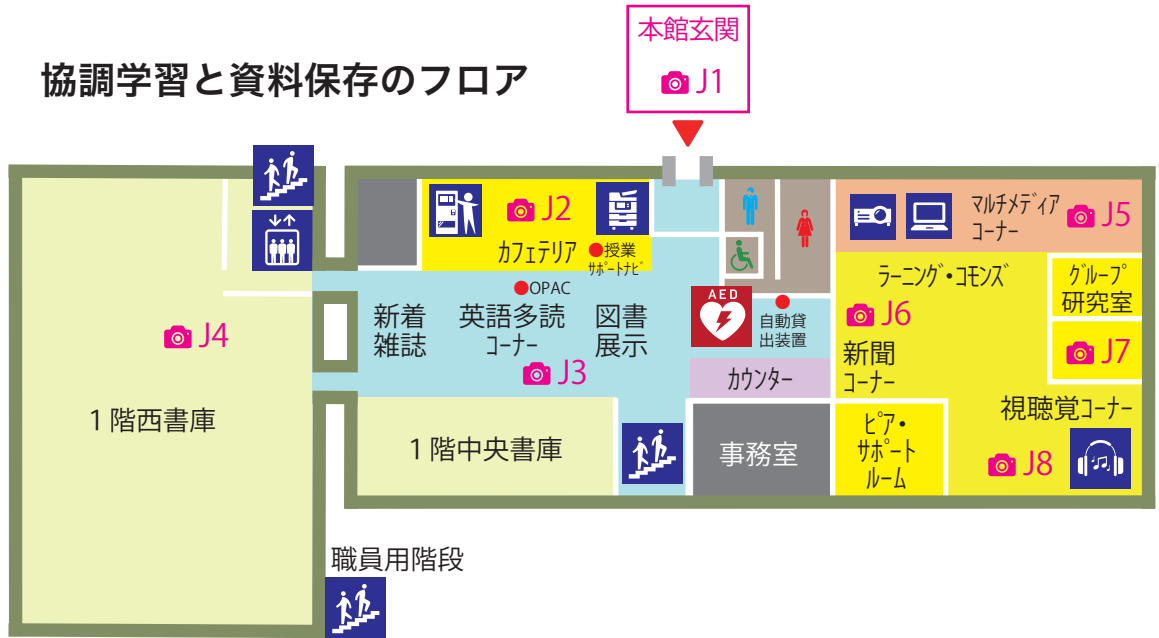 本館玄関
J1
協調学習と資料保存のフロア
J2
カフェテリア
授業
サポートナビ
OPAC
新着
雑誌
英語多読
コーナー
図書
展示
J3
AED
自動貸
出装置
カウンター
マルチメディア
コーナー
J5
ラーニング・コモンズ
グループ
研究室
J6
新聞
コーナー
J7
視聴覚コーナー
J8
ピア・
サポート
ルーム
事務室
J4
1階西書庫
1階中央書庫
職員用階段